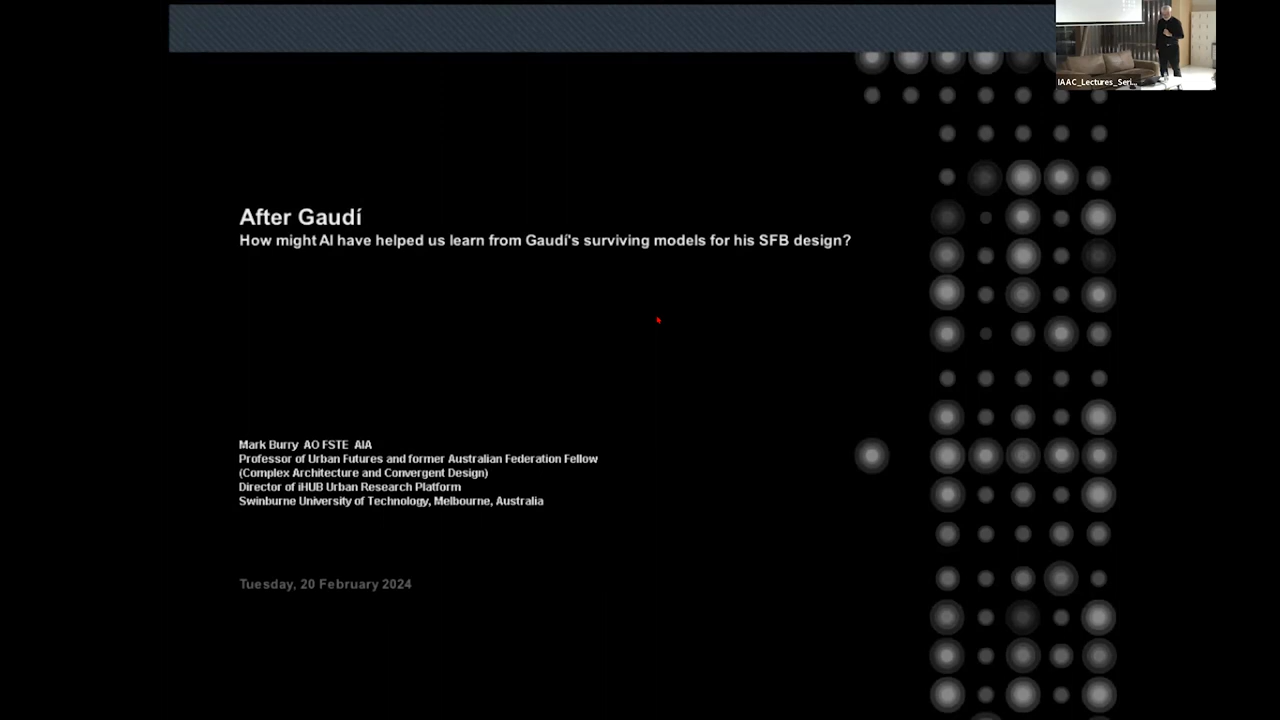 IAAC_Lectures_Seri...
After Gaudí
How might AI have helped us learn from Gaudí's surviving models for his SFB design?
Mark Burry AO FSTE AIA
Professor of Urban Futures and former Australian Federation Fellow
(Complex Architecture and Convergent Design)
Director of iHUB Urban Research Platform
Swinburne University of Technology, Melbourne, Australia
Tuesday, 20 February 2024